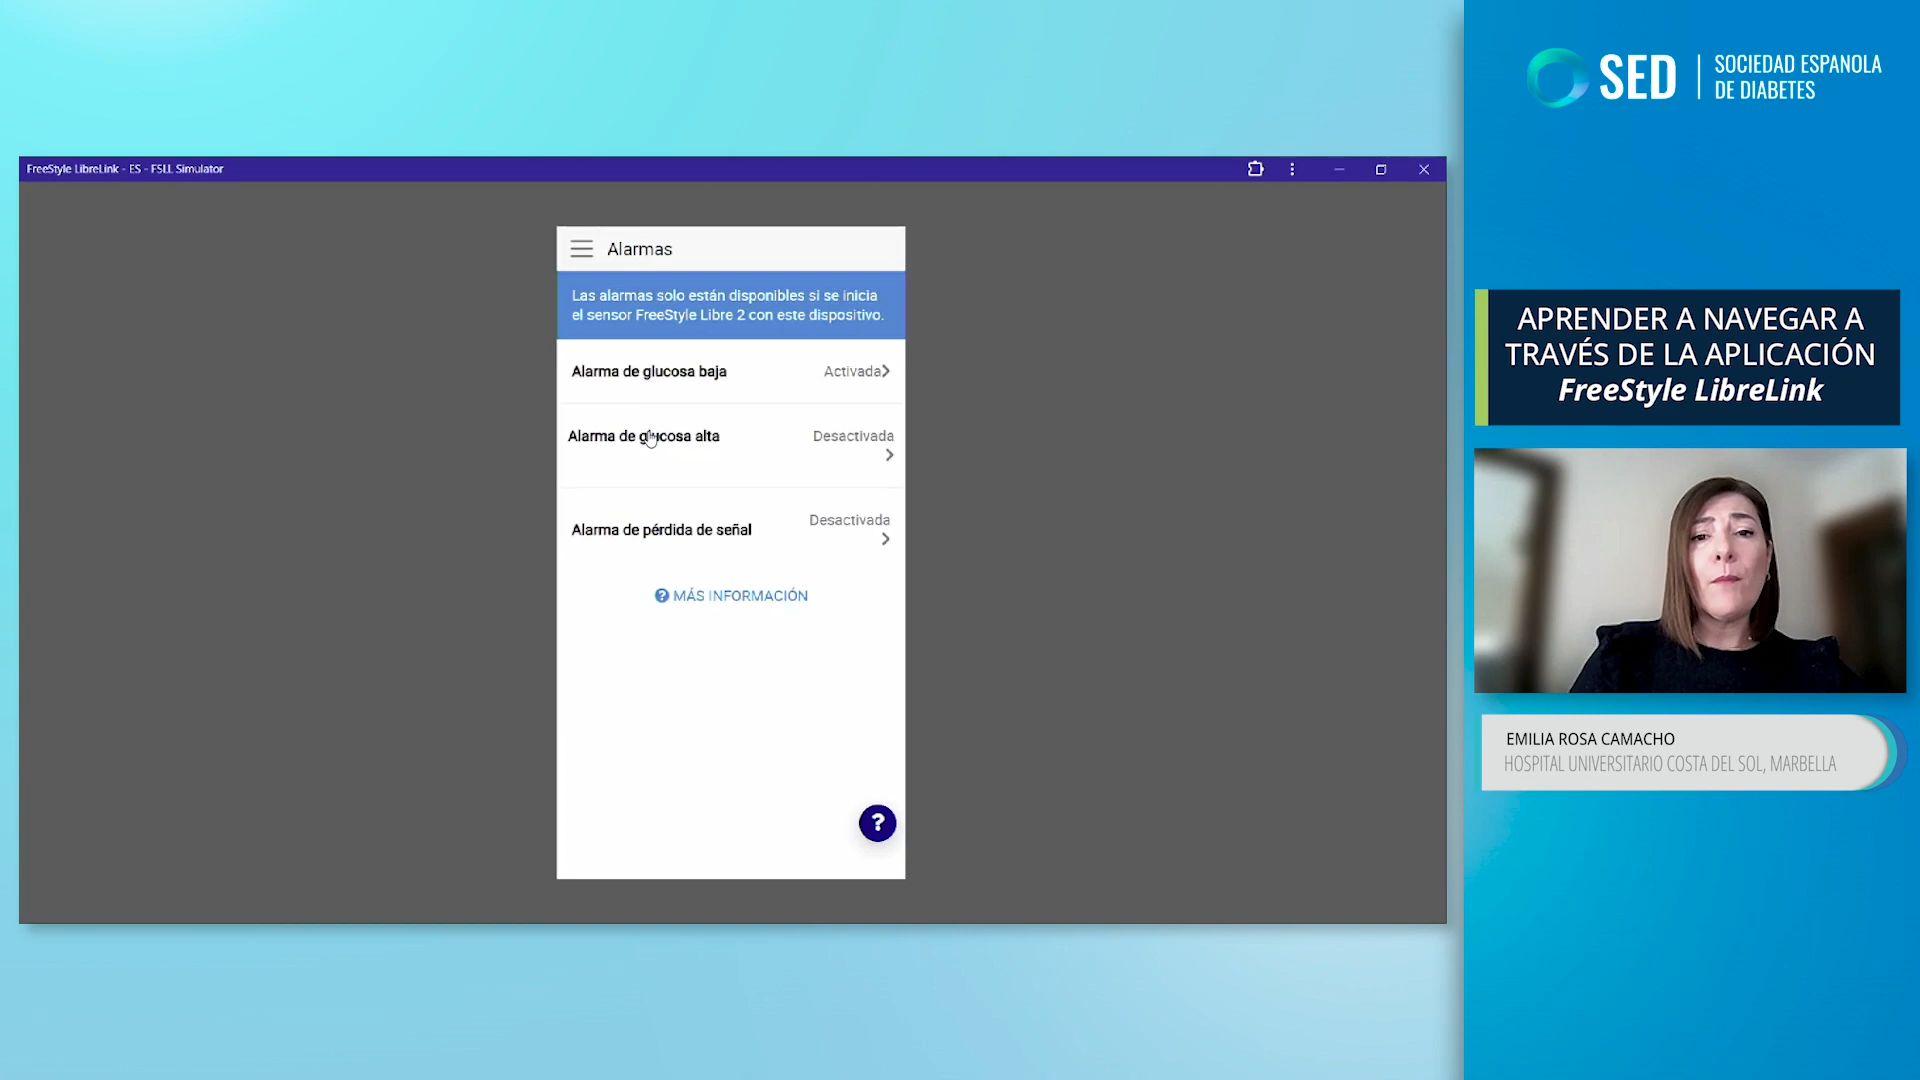 FreeStyle LibreLink - ES - FSLL Simulator
Alarmas
Las alarmas solo están disponibles si se inicia
el sensor FreeStyle Libre 2 con este dispositivo.
Alarma de glucosa baja Activada
Alarma de glucosa alta Desactivada
Alarma de pérdida de señal Desactivada
? MÁS INFORMACIÓN
?
SED | SOCIEDAD ESPANOLA
DE DIABETES
APRENDER A NAVEGAR A
TRAVÉS DE LA APLICACIÓN
FreeStyle LibreLink
EMILIA ROSA CAMACHO
HOSPITAL UNIVERSITARIO COSTA DEL SOL, MARBELLA